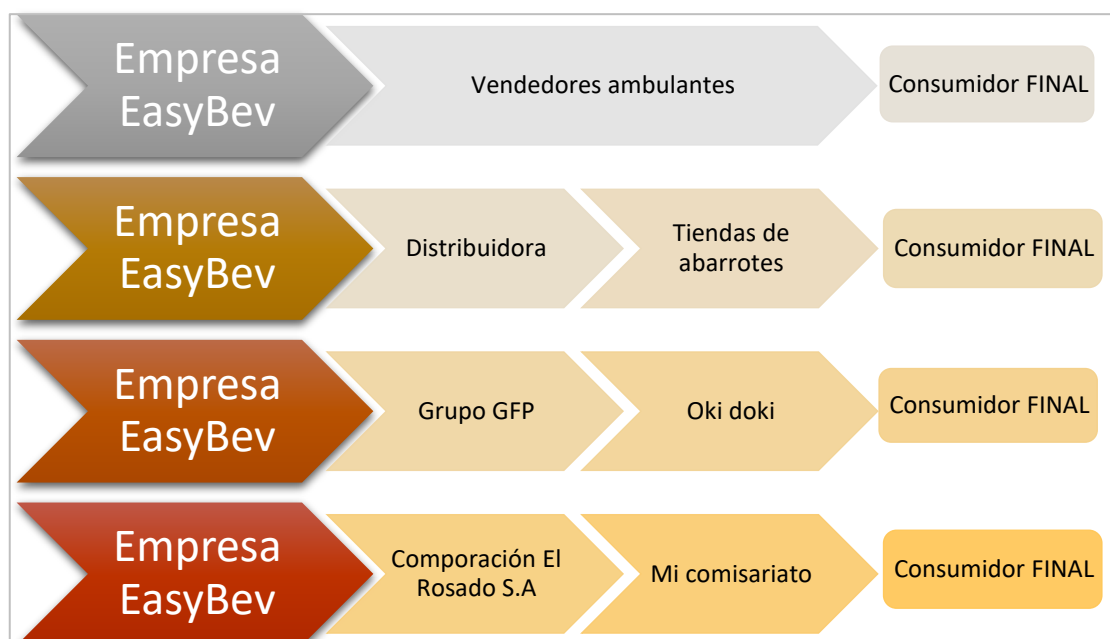 Empresa
EasyBev
Vendedores ambulantes
Consumidor FINAL
Empresa
EasyBev
Distribuidora
Tiendas de
abarrotes
Consumidor FINAL
Empresa
EasyBev
Grupo GFP
Oki doki
Consumidor FINAL
Empresa
EasyBev
Comporación El
Rosado S.A
Mi comisariato
Consumidor FINAL